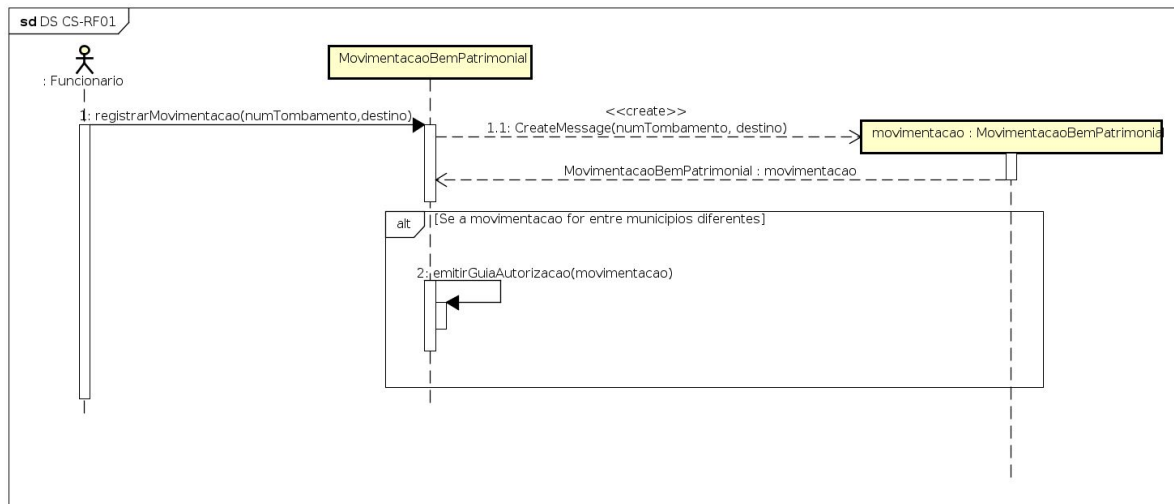 sd DS CS-RF01
: Funcionario
MovimentacaoBemPatrimonial
1: registrarMovimentacao(numTombamento,destino)
<<create>>
1.1: CreateMessage(numTombamento, destino)
movimentacao : MovimentacaoBemPatrimonial
MovimentacaoBemPatrimonial : movimentacao
alt
[Se a movimentacao for entre municipios diferentes]
2: emitirGuiaAutorizacao(movimentacao)